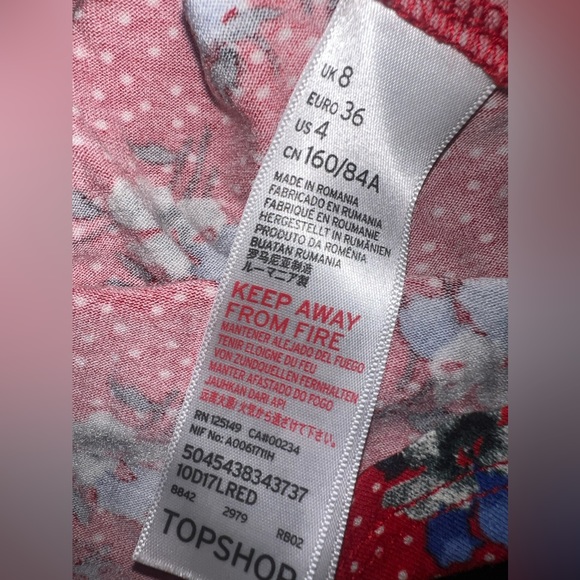 UK 8
EURO 36
US 4
CN 160/84A
MADE IN ROMANIA
FABRICADO EN RUMANIA
FABRIQUÉ EN ROUMANIE
HERGESTELLT IN RUMÄNIEN
PRODUTO DA ROMÉNIA
BUATAN RUMANIA
罗马尼亚制造
ルーマニア製
KEEP AWAY
FROM FIRE
MANTENER ALEJADO DEL FUEGO
TENIR ELOIGNE DU FEU
VON ZUNDQUELLEN FERNHALTEN
MANTER AFASTADO DO FOGO
JAUHKAN DARI API
远离火源/火気から遠ざけて下さい。
RN 125149 CA#00234
NIF No: A0061711H
5045438343737
10D17LRED
8842 2979 RB02
TOPSHOP